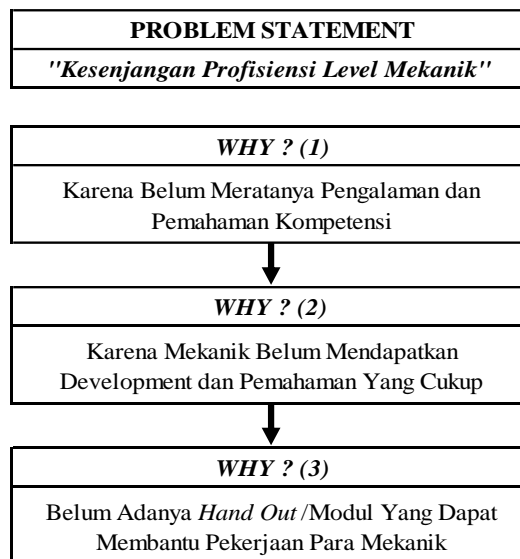 PROBLEM STATEMENT
"Kesenjangan Profisiensi Level Mekanik"
WHY ? (1)
Karena Belum Meratanya Pengalaman dan
Pemahaman Kompetensi
WHY ? (2)
Karena Mekanik Belum Mendapatkan
Development dan Pemahaman Yang Cukup
WHY ? (3)
Belum Adanya Hand Out /Modul Yang Dapat
Membantu Pekerjaan Para Mekanik